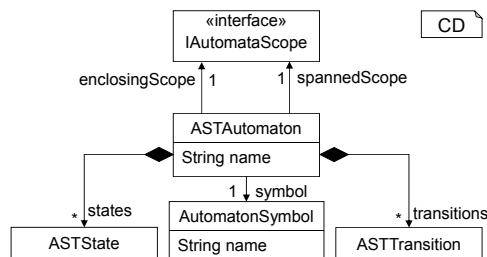 «interface»
IAutomataScope
CD
enclosingScope 1
1 spannedScope
ASTAutomaton
String name
1 symbol
* states
* transitions
ASTState
AutomatonSymbol
String name
ASTTransition